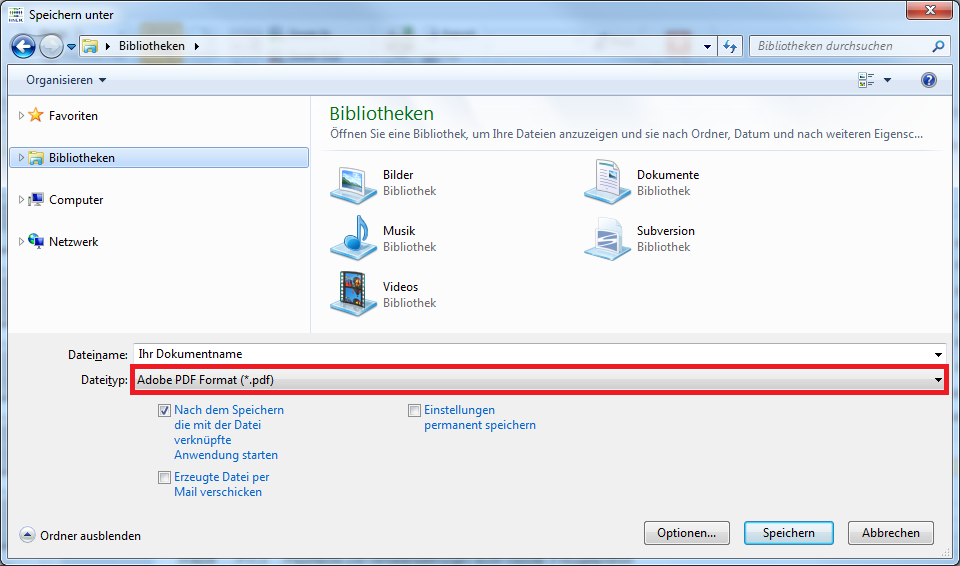 Speichern unter
Bibliotheken
Bibliotheken durchsuchen
Organisieren
Favoriten
Bibliotheken
Computer
Netzwerk
Bibliotheken
Öffnen Sie eine Bibliothek, um Ihre Dateien anzuzeigen und sie nach Ordner, Datum und nach weiteren Eigensc...
Bilder
Bibliothek
Dokumente
Bibliothek
Musik
Bibliothek
Subversion
Bibliothek
Videos
Bibliothek
Dateiname: Ihr Dokumentname
Dateityp: Adobe PDF Format (*.pdf)
Nach dem Speichern
die mit der Datei
verknüpfte
Anwendung starten
Einstellungen
permanent speichern
Erzeugte Datei per
Mail verschicken
Ordner ausblenden
Optionen...
Speichern
Abbrechen